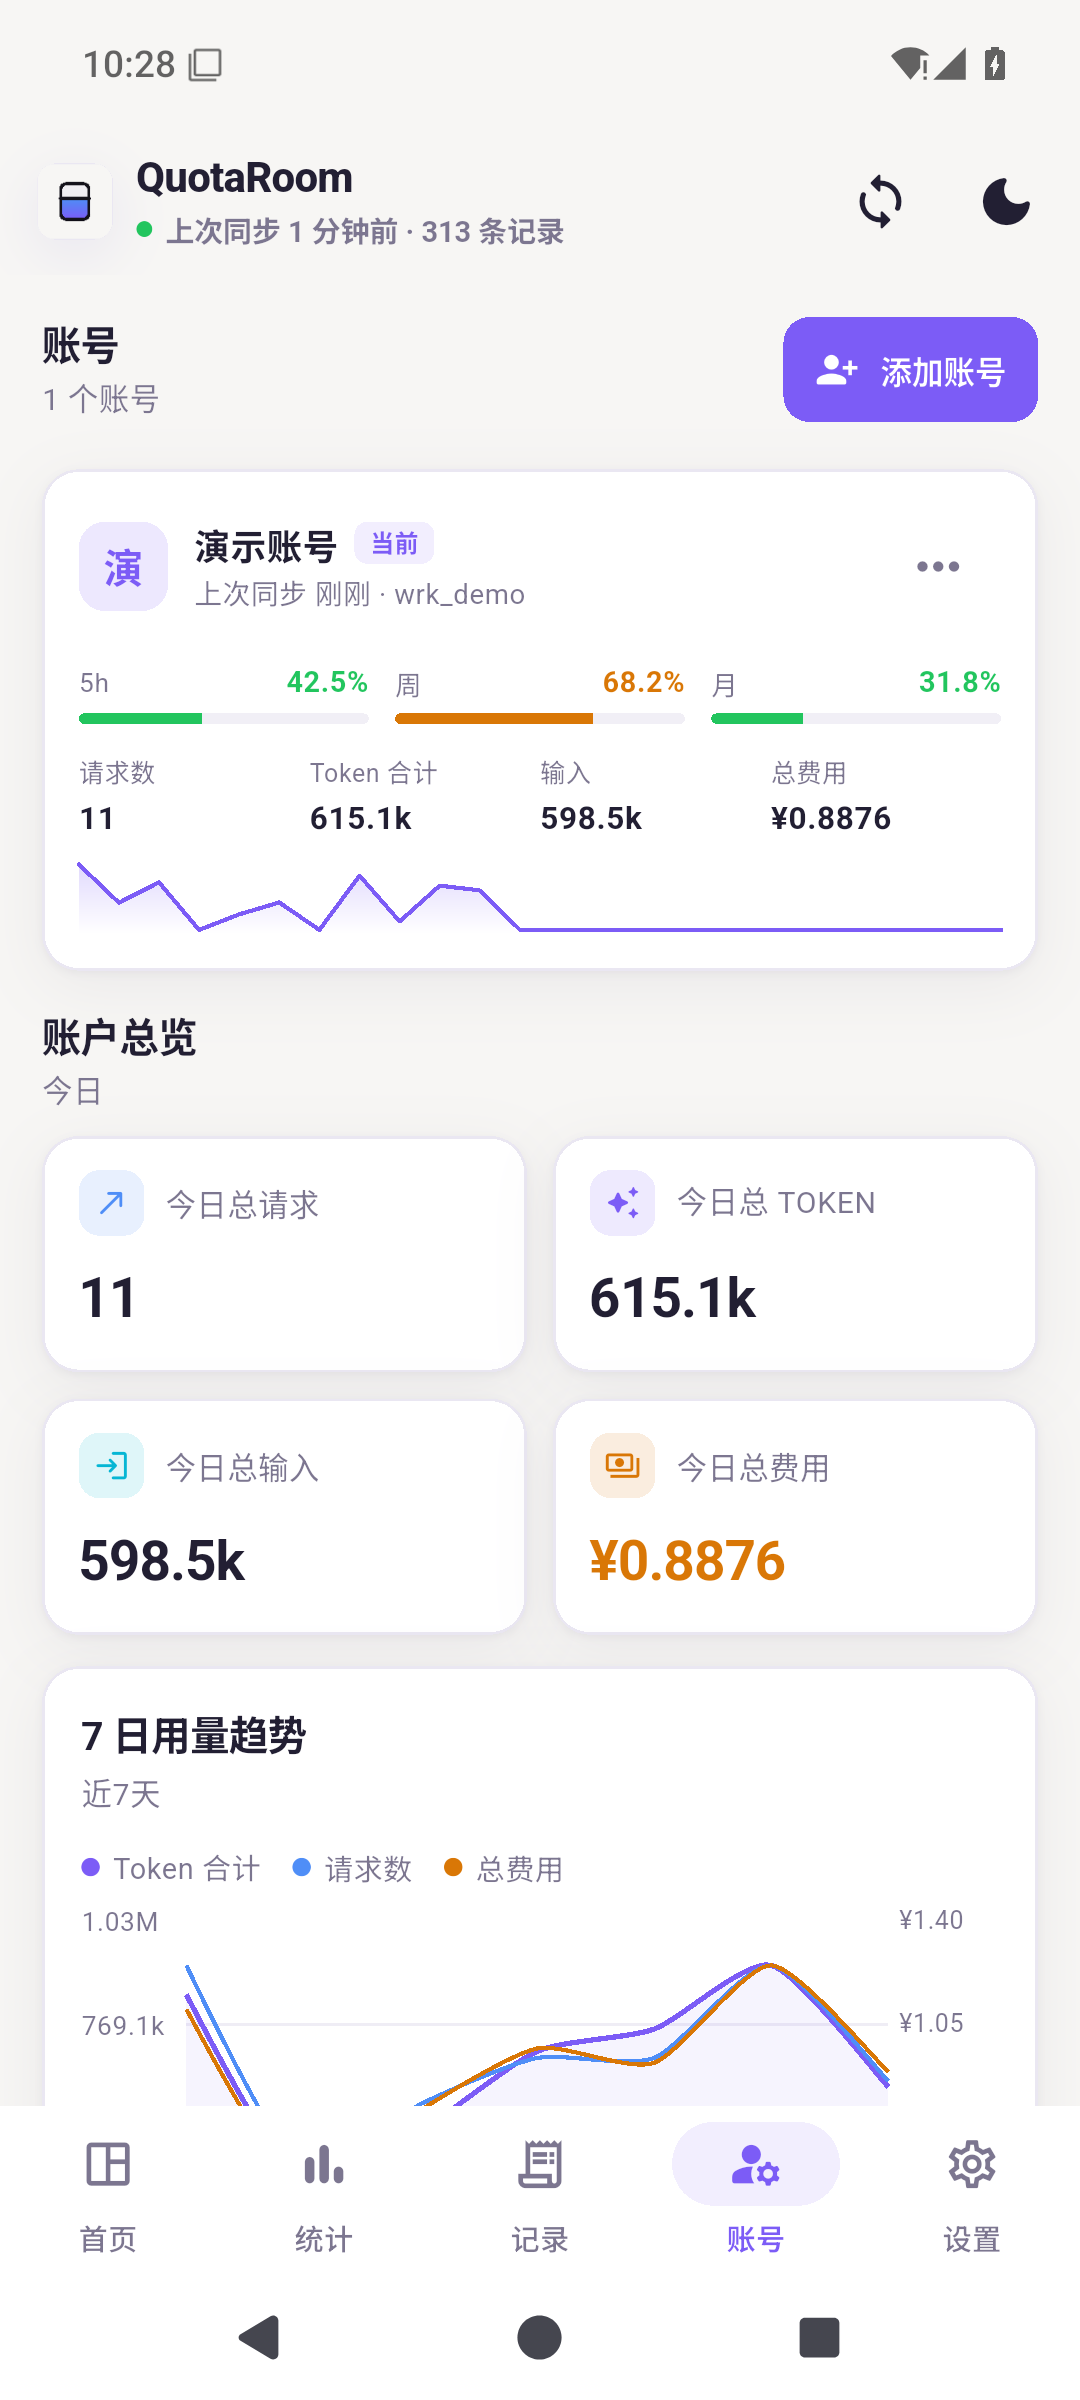 10:28
QuotaRoom
上次同步 1 分钟前 · 313 条记录
账号
1 个账号
添加账号
演
演示账号
当前
上次同步 刚刚 · wrk_demo
5h
42.5%
周
68.2%
月
31.8%
请求数
Token 合计
输入
总费用
11
615.1k
598.5k
¥0.8876
账户总览
今日
今日总请求
11
今日总 TOKEN
615.1k
今日总输入
598.5k
今日总费用
¥0.8876
7 日用量趋势
近7天
Token 合计
请求数
总费用
1.03M
¥1.40
769.1k
¥1.05
首页
统计
记录
账号
设置